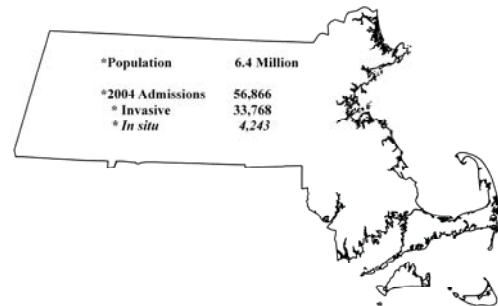 *Population 6.4 Million
*2004 Admissions 56,866
* Invasive 33,768
* In situ 4,243